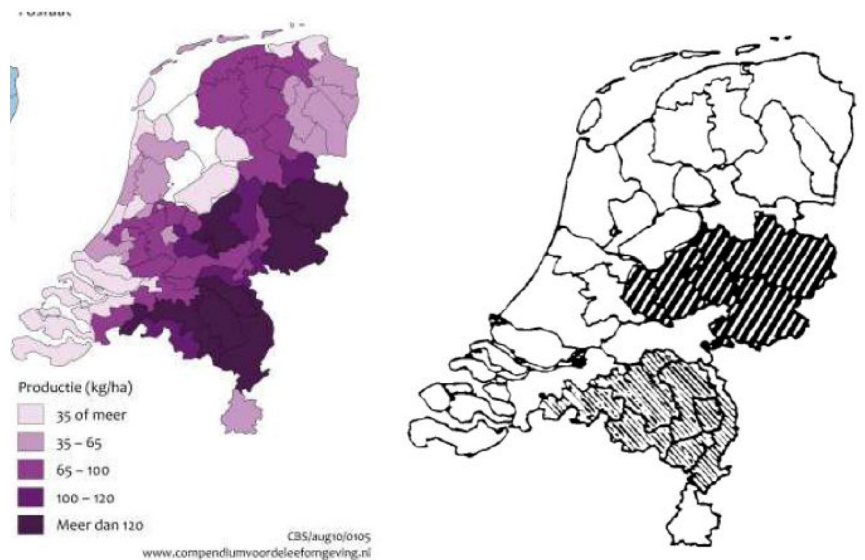 Productie (kg/ha)
35 of meer
35 – 65
65 – 100
100 – 120
Meer dan 120
CBS/aug10/0105
www.compendiumvoordeleefomgeving.nl